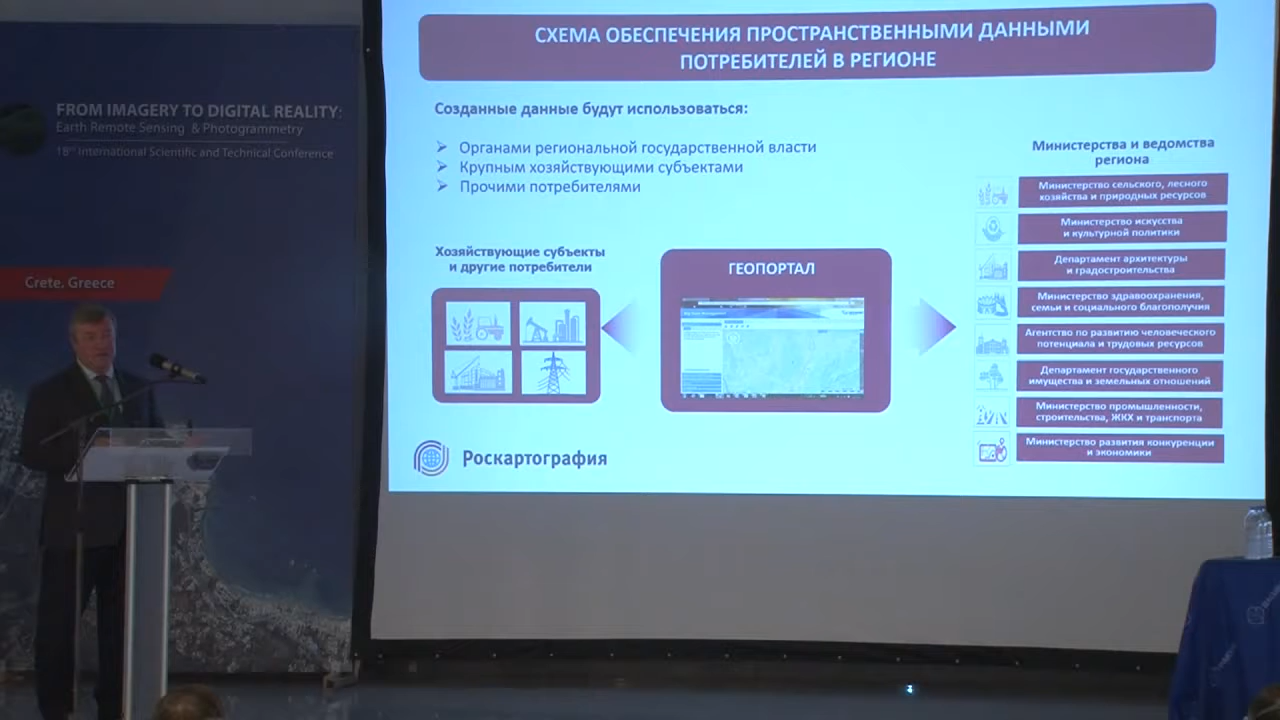 FROM IMAGERY TO DIGITAL REALITY:
Earth Remote Sensing & Photogrammetry
18th International Scientific and Technical Conference
Crete, Greece
СХЕМА ОБЕСПЕЧЕНИЯ ПРОСТРАНСТВЕННЫМИ ДАННЫМИ
ПОТРЕБИТЕЛЕЙ В РЕГИОНЕ
Созданные данные будут использоваться:
Органами региональной государственной власти
Крупным хозяйствующими субъектами
Прочими потребителями
Хозяйствующие субъекты
и другие потребители
ГЕОПОРТАЛ
Министерства и ведомства
региона
Министерство сельского, лесного
хозяйства и природных ресурсов
Министерство искусства
и культурной политики
Департамент архитектуры
и градостроительства
Министерство здравоохранения,
семьи и социального благополучия
Агентство по развитию человеческого
потенциала и трудовых ресурсов
Департамент государственного
имущества и земельных отношений
Министерство промышленности,
строительства, ЖКХ и транспорта
Министерство развития конкуренции
и экономики
Роскартография